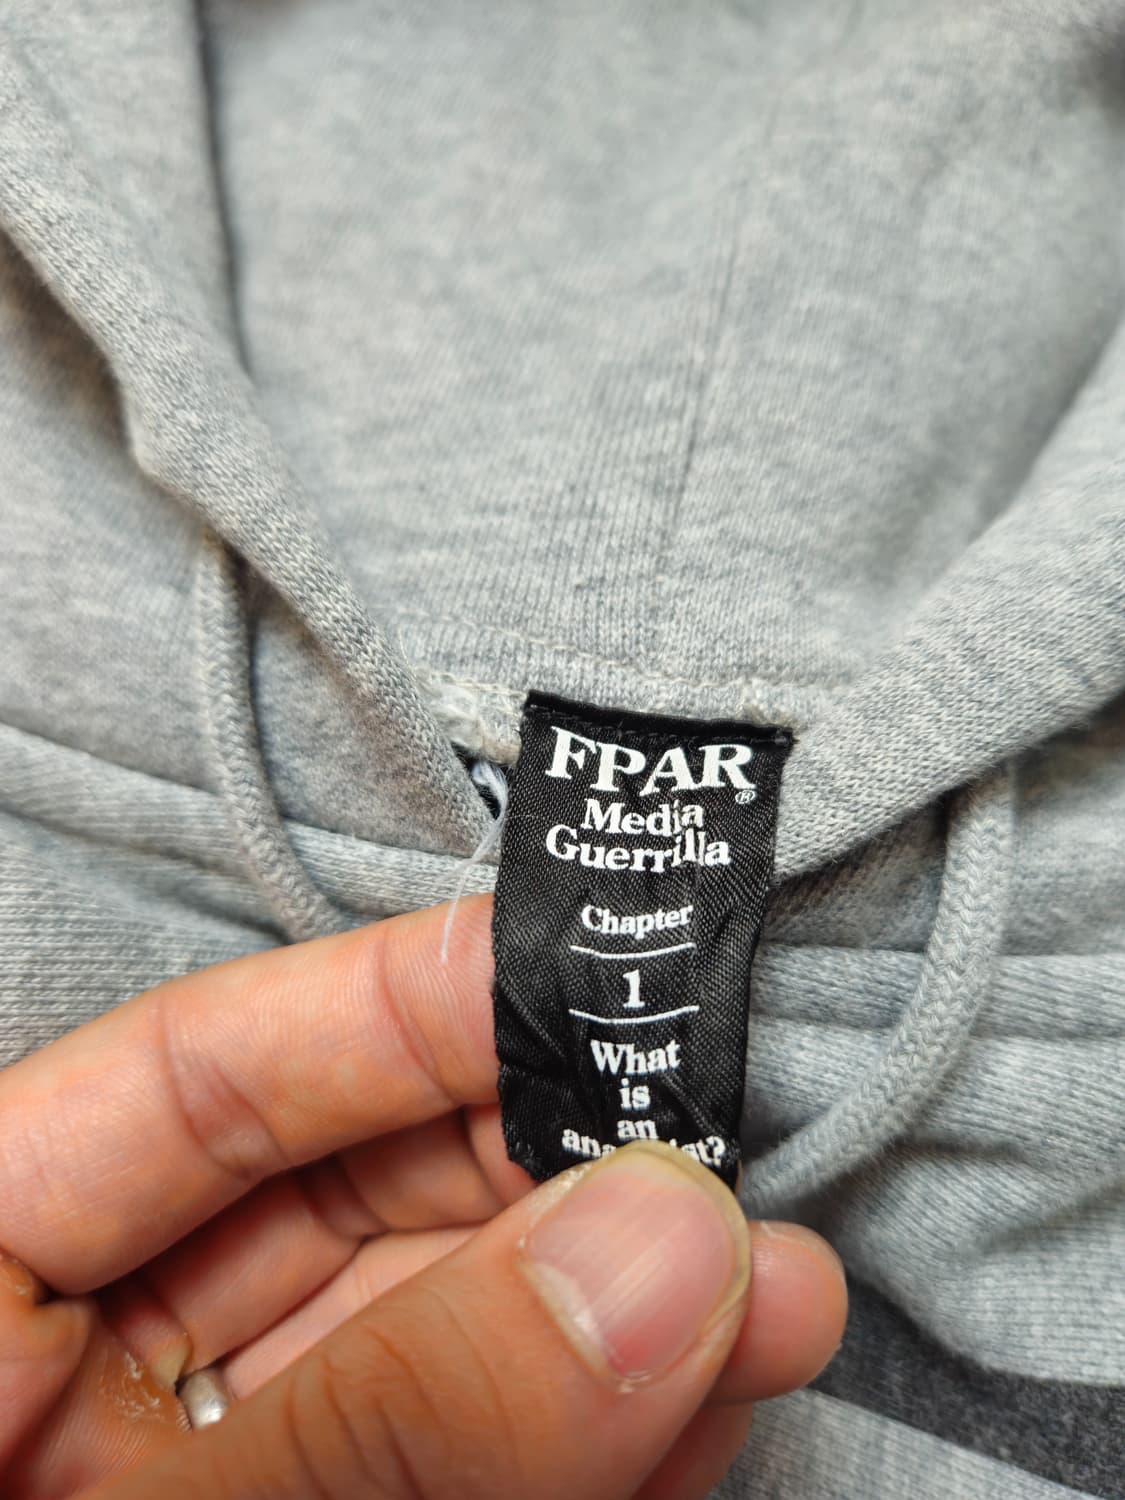 FPAR®
Media
Guerrilla
Chapter
1
What
is
an